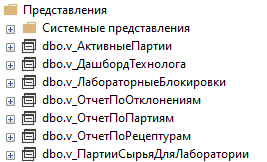 Представления
Системные представления
dbo.v_АктивныеПартии
dbo.v_ДашбордТехнолога
dbo.v_ЛабораторныеБлокировки
dbo.v_ОтчетПоОтклонениям
dbo.v_ОтчетПоПартиям
dbo.v_ОтчетПоРецептурам
dbo.v_ПартииСырьяДляЛаборатории